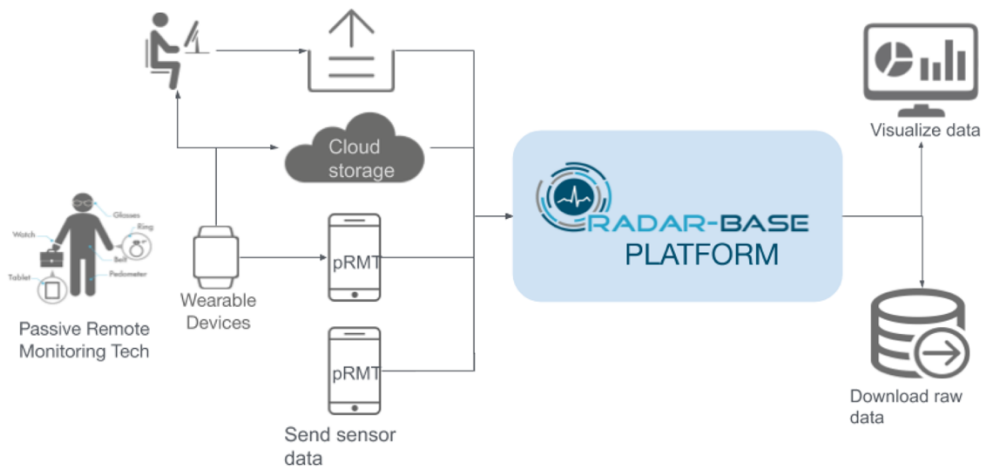 Visualize data
Cloud
storage
RADAR-BASE
PLATFORM
Glasses
Ring
Watch
Belt
Tablet
Pedometer
pRMT
Wearable
Devices
Passive Remote
Monitoring Tech
pRMT
Send sensor
data
Download raw
data